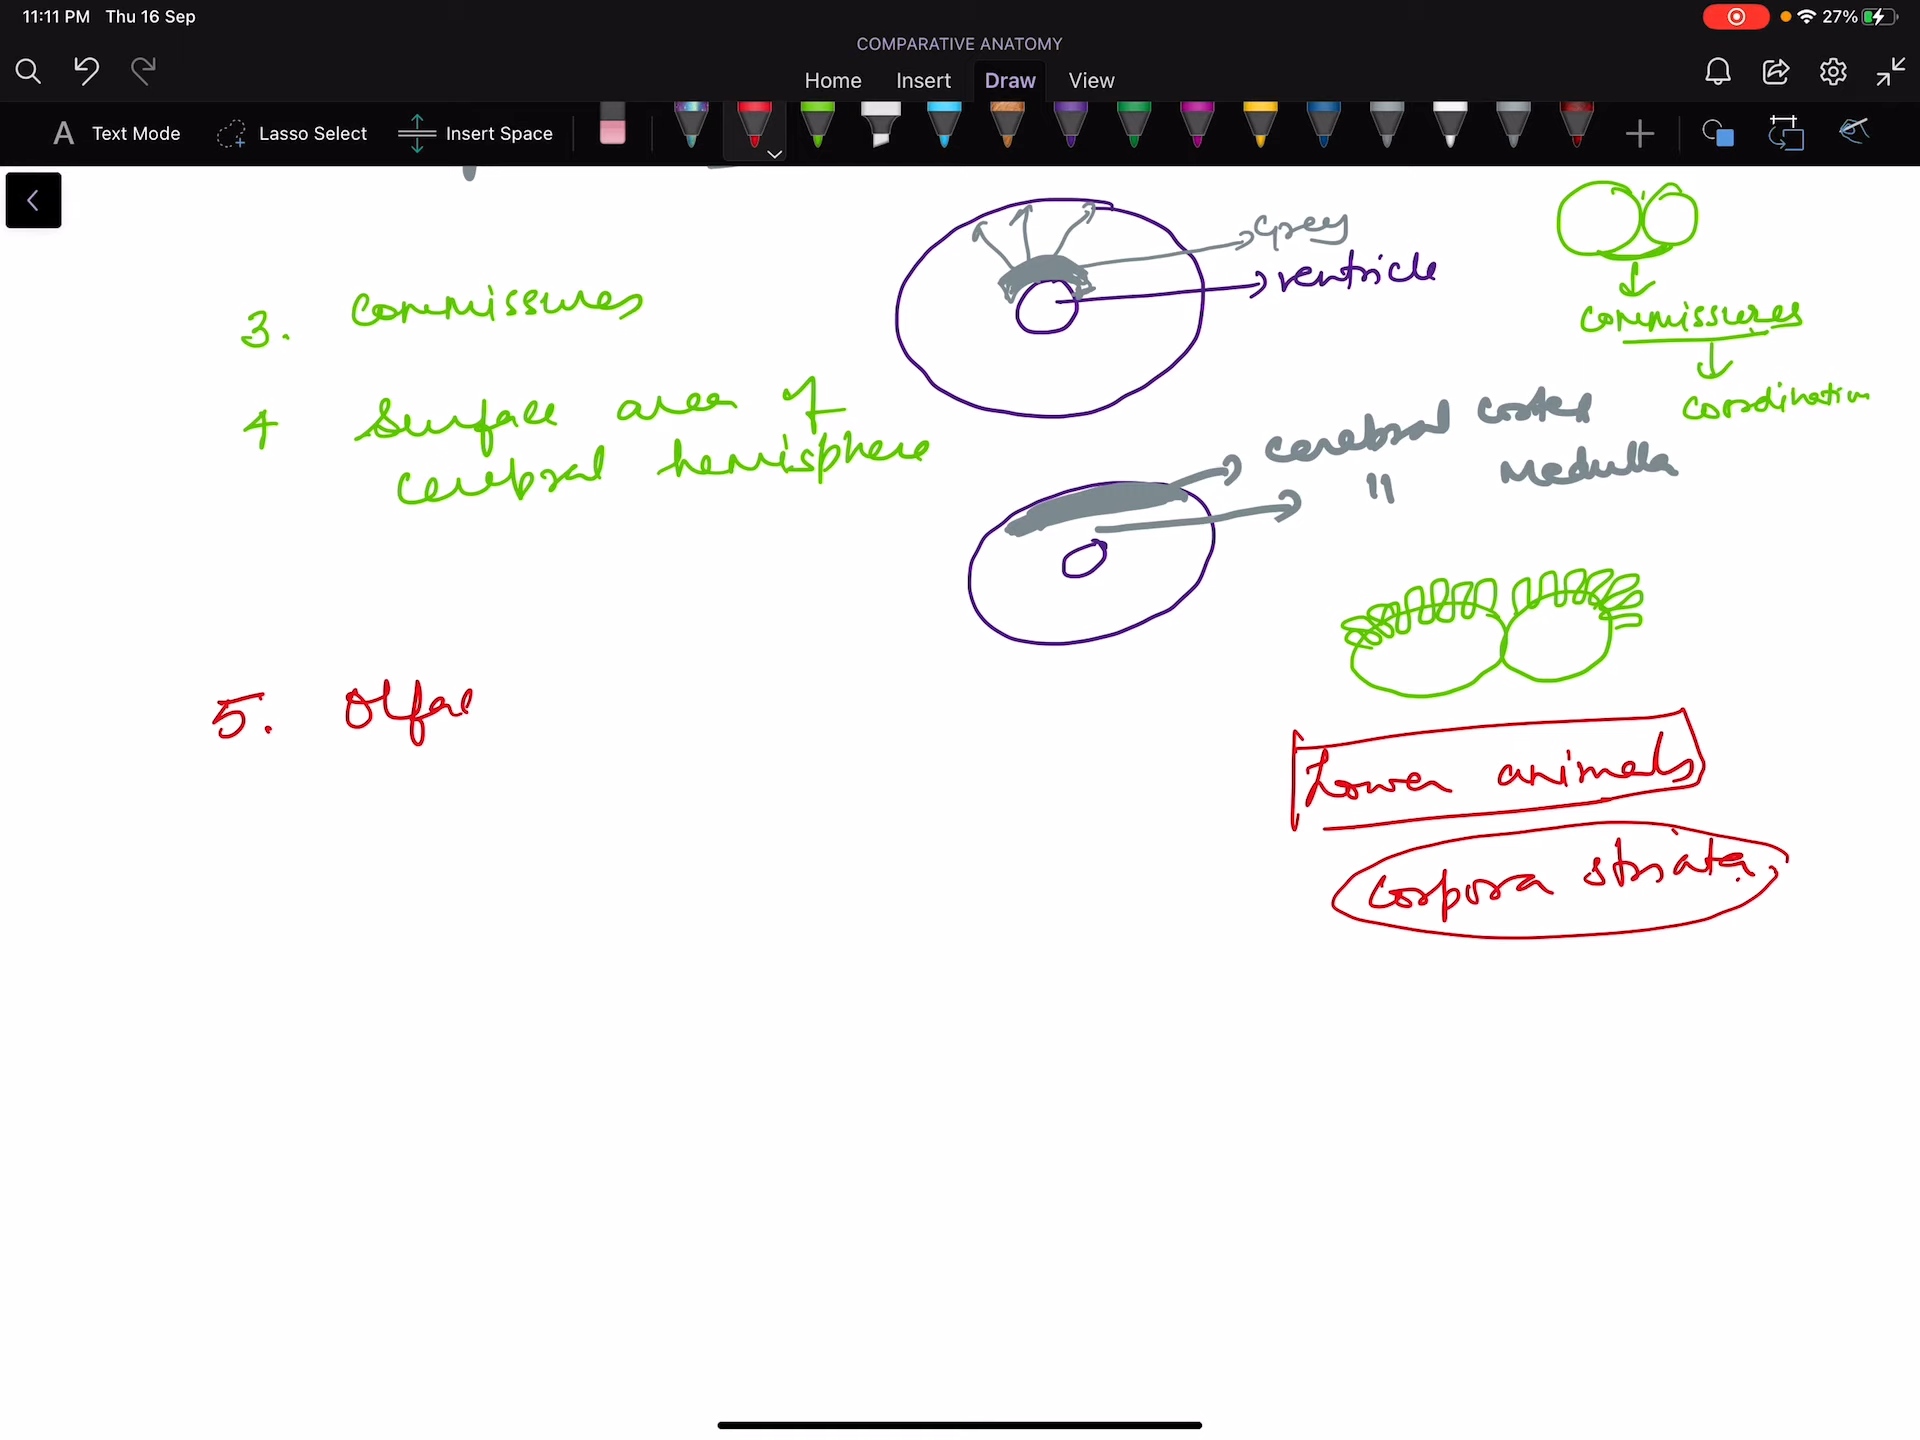 11:11 PM Thu 16 Sep
27%
COMPARATIVE ANATOMY
Home Insert Draw View
A Text Mode Lasso Select Insert Space
Grey
ventricle
3. Commissures
commissures
coordination
4 Surface area of
cerebral hemisphere
cerebral cortex
11 Medulla
5. Olfac
Lower animals
corpora striata